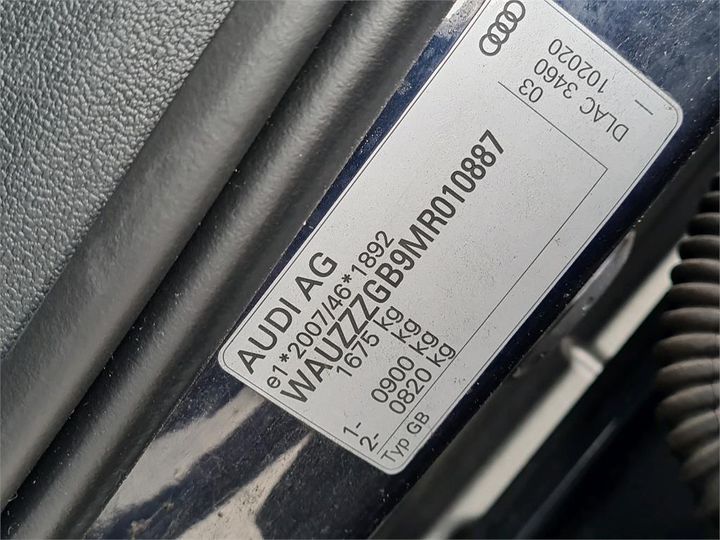 AUDI AG
e1*2007/46*1892
WAUZZZGB9MR010887
1675 kg
kg
1- 0900 kg
2- 0820 kg
Typ GB
03
DLAC 3460
102020